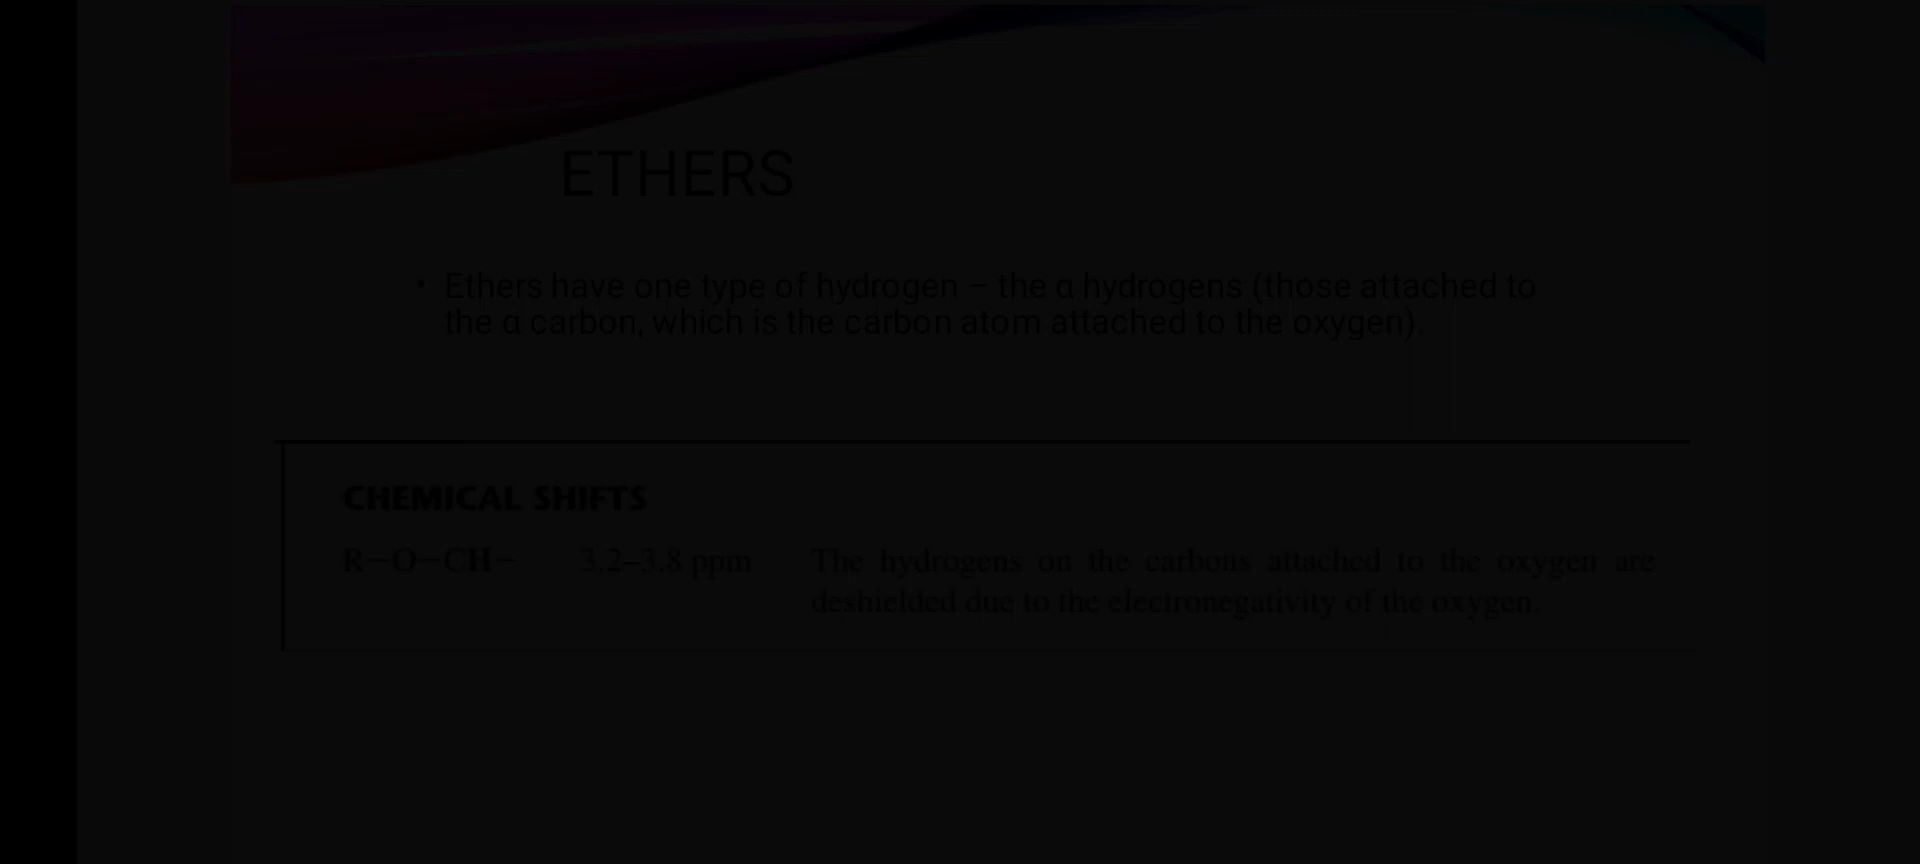 ETHERS
• Ethers have one type of hydrogen – the α hydrogens (those attached to
the α carbon, which is the carbon atom attached to the oxygen).
CHEMICAL SHIFTS
R–O–CH– 3.2–3.8 ppm The hydrogens on the carbons attached to the oxygen are
deshielded due to the electronegativity of the oxygen.